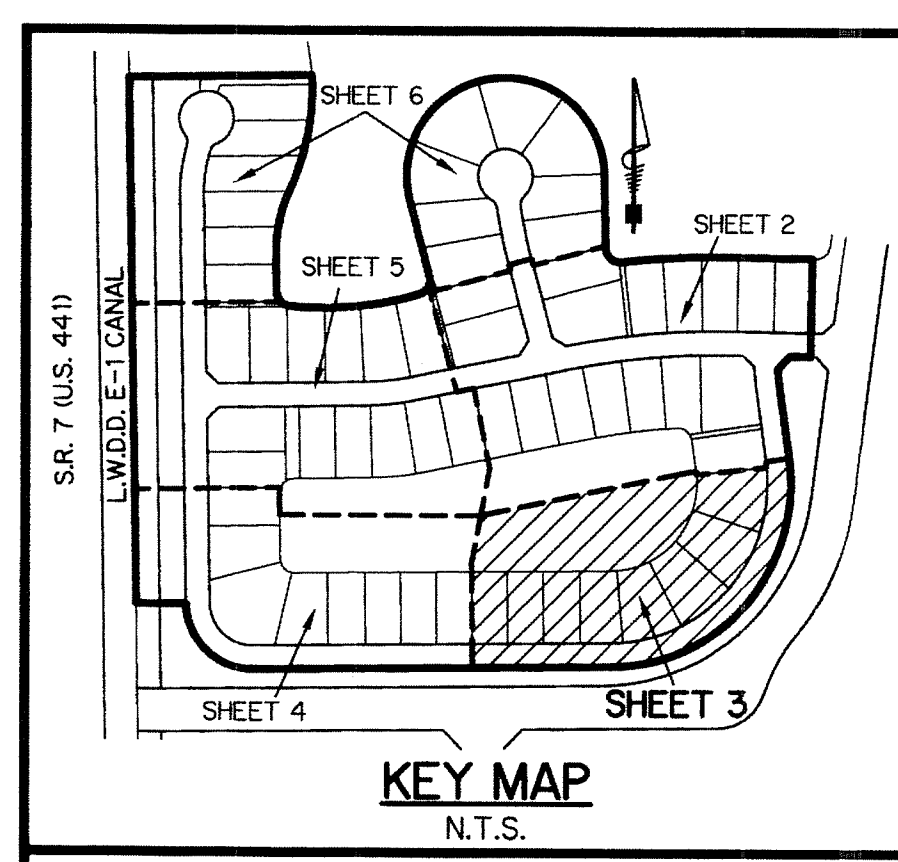 SHEET 6
SHEET 2
SHEET 5
S.R. 7 (U.S. 441)
L.W.D.D. E-1 CANAL
SHEET 4
SHEET 3
KEY MAP
N.T.S.